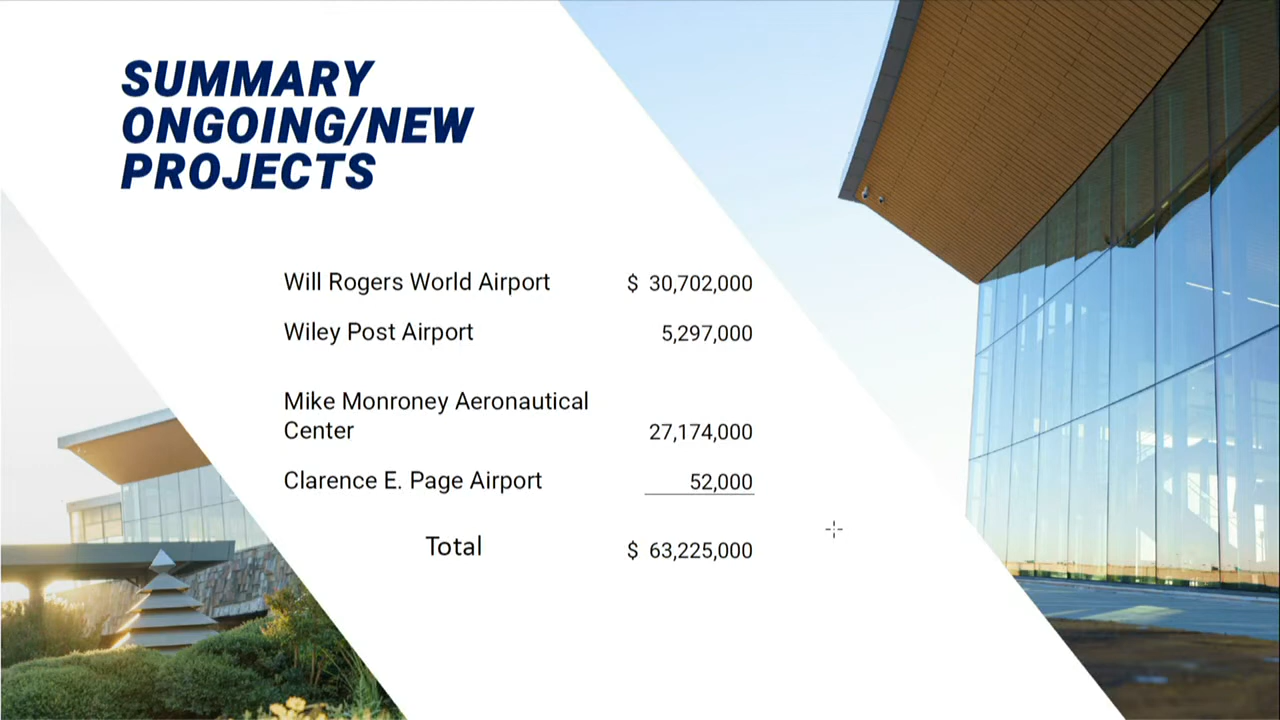 SUMMARY
ONGOING/NEW
PROJECTS
Will Rogers World Airport $ 30,702,000
Wiley Post Airport 5,297,000
Mike Monroney Aeronautical
Center 27,174,000
Clarence E. Page Airport 52,000
Total $ 63,225,000